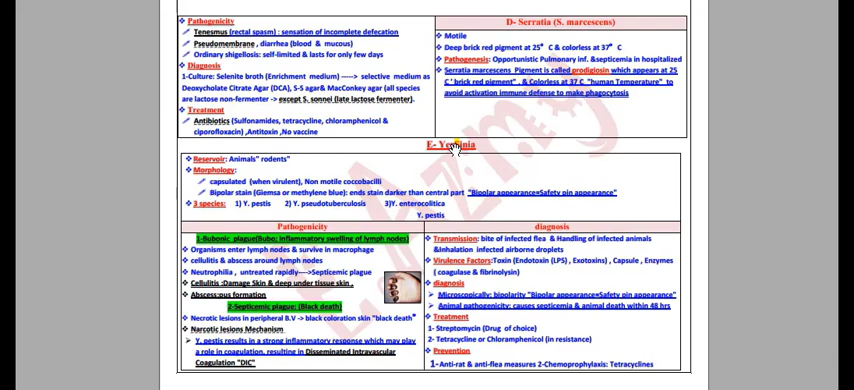 Pathogenicity
Tenesmus (rectal spasm) : sensation of incomplete defecation
Pseudomembrane , diarrhea (blood & mucous)
Ordinary shigellosis: self-limited & lasts for only few days
Diagnosis
1-Culture: Selenite broth (Enrichment medium) -----> selective medium as
Deoxycholate Citrate Agar (DCA), S-S agar& MacConkey agar (all species
are lactose non-fermenter -> except S. sonnei (late lactose fermenter).
Treatment
Antibiotics (Sulfonamides, tetracycline, chloramphenicol &
ciporofloxacin) ,Antitoxin ,No vaccine
D- Serratia (S. marcescens)
Motile
Deep brick red pigment at 25° C & colorless at 37° C
Pathogenesis: Opportunistic Pulmonary inf. &septicemia in hospitalized
Serratia marcescens Pigment is called prodigiosin which appears at 25
C "brick red pigment" . & Colorless at 37 C "human Temperature" to
avoid activation immune defense to make phagocytosis
E- Yersinia
Reservoir: Animals" rodents"
Morphology:
capsulated (when virulent), Non motile coccobacilli
Bipolar stain (Giemsa or methylene blue): ends stain darker than central part "Bipolar appearance=Safety pin appearance"
3 species: 1) Y. pestis 2) Y. pseudotuberculosis 3)Y. enterocolitica
Y. pestis
Pathogenicity
1-Bubonic plague(Bubo; inflammatory swelling of lymph nodes)
Organisms enter lymph nodes & survive in macrophage
cellulitis & abscess around lymph nodes
Neutrophilia , untreated rapidly---->Septicemic plague
Cellulitis :Damage Skin & deep under tissue skin .
Abscess:pus formation
2-Septicemic plague: (Black death)
Necrotic lesions in peripheral B.V -> black coloration skin "black death"
Narcotic lesions Mechanism
Y. pestis results in a strong inflammatory response which may play
a role in coagulation, resulting in Disseminated Intravascular
Coagulation "DIC"
diagnosis
Transmission: bite of infected flea & Handling of infected animals
&Inhalation infected airborne droplets
Virulence Factors:Toxin (Endotoxin (LPS) , Exotoxins) , Capsule , Enzymes
( coagulase & fibrinolysin)
diagnosis
Microscopically: bipolarity "Bipolar appearance=Safety pin appearance"
Animal pathogenicity: causes septicemia & animal death within 48 hrs
Treatment
1- Streptomycin (Drug of choice)
2- Tetracycline or Chloramphenicol (in resistance)
Prevention
1-Anti-rat & anti-flea measures 2-Chemoprophylaxis: Tetracyclines